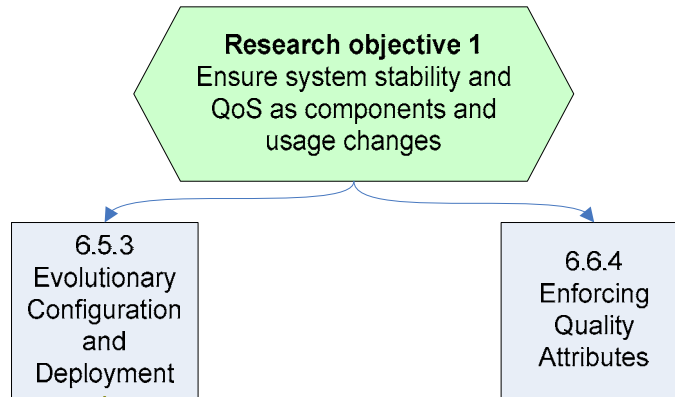 Research objective 1
Ensure system stability and
QoS as components and
usage changes
6.5.3
Evolutionary
Configuration
and
Deployment
6.6.4
Enforcing
Quality
Attributes